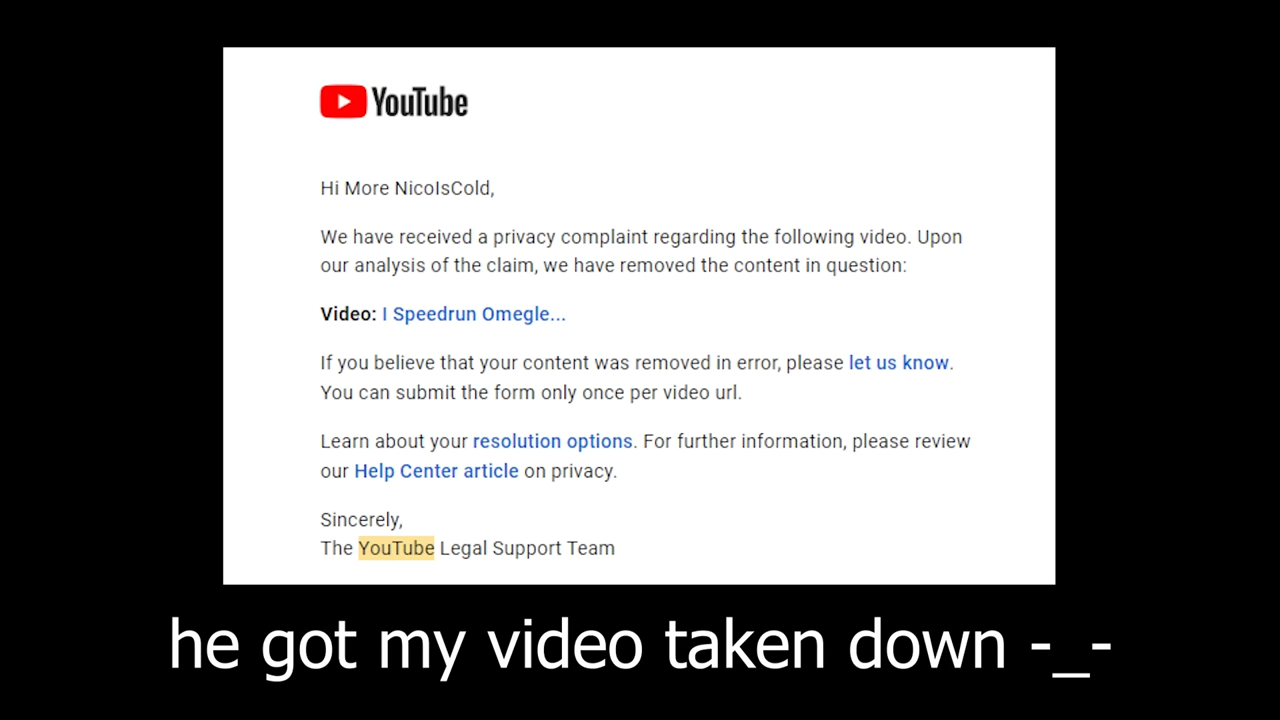 YouTube
Hi More NicoIsCold,
We have received a privacy complaint regarding the following video. Upon
our analysis of the claim, we have removed the content in question:
Video: I Speedrun Omegle...
If you believe that your content was removed in error, please let us know.
You can submit the form only once per video url.
Learn about your resolution options. For further information, please review
our Help Center article on privacy.
Sincerely,
The YouTube Legal Support Team
he got my video taken down -_-